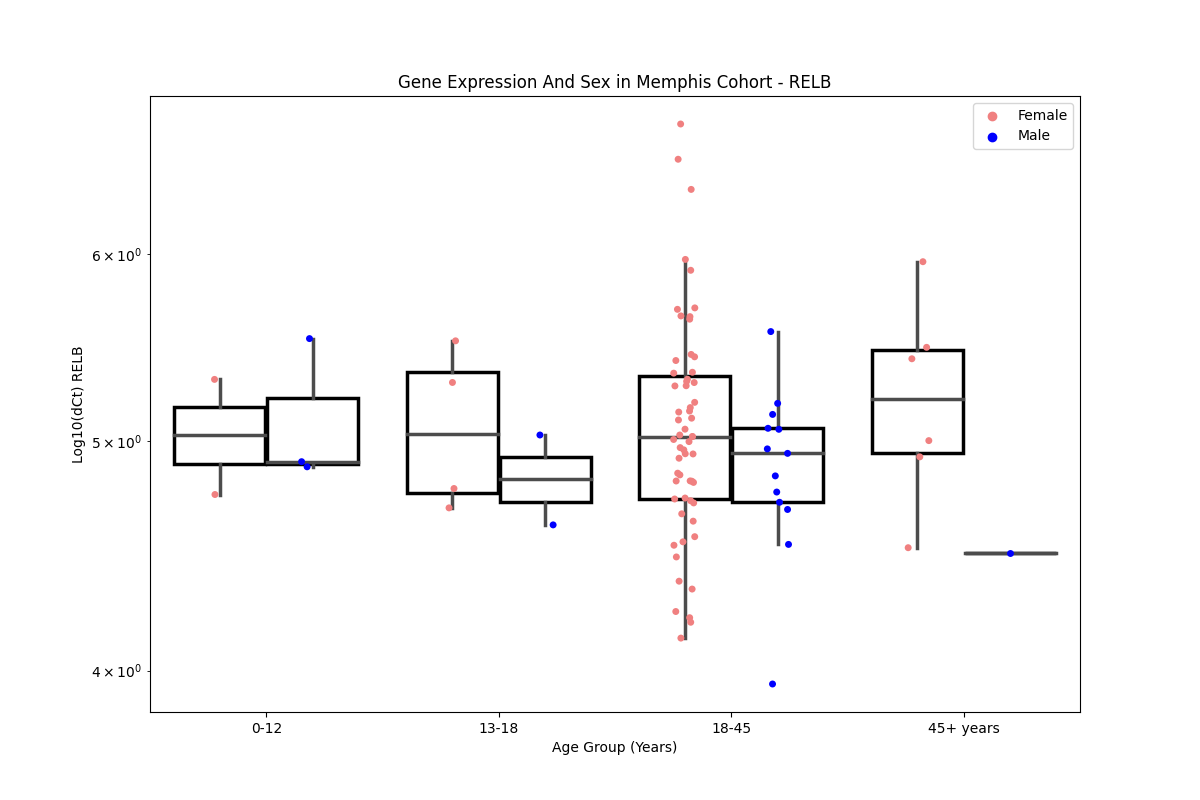 Gene Expression And Sex in Memphis Cohort - RELB
Female
Male
Log10(dCt) RELB
6 × 10⁰
5 × 10⁰
4 × 10⁰
0-12
13-18
18-45
45+ years
Age Group (Years)